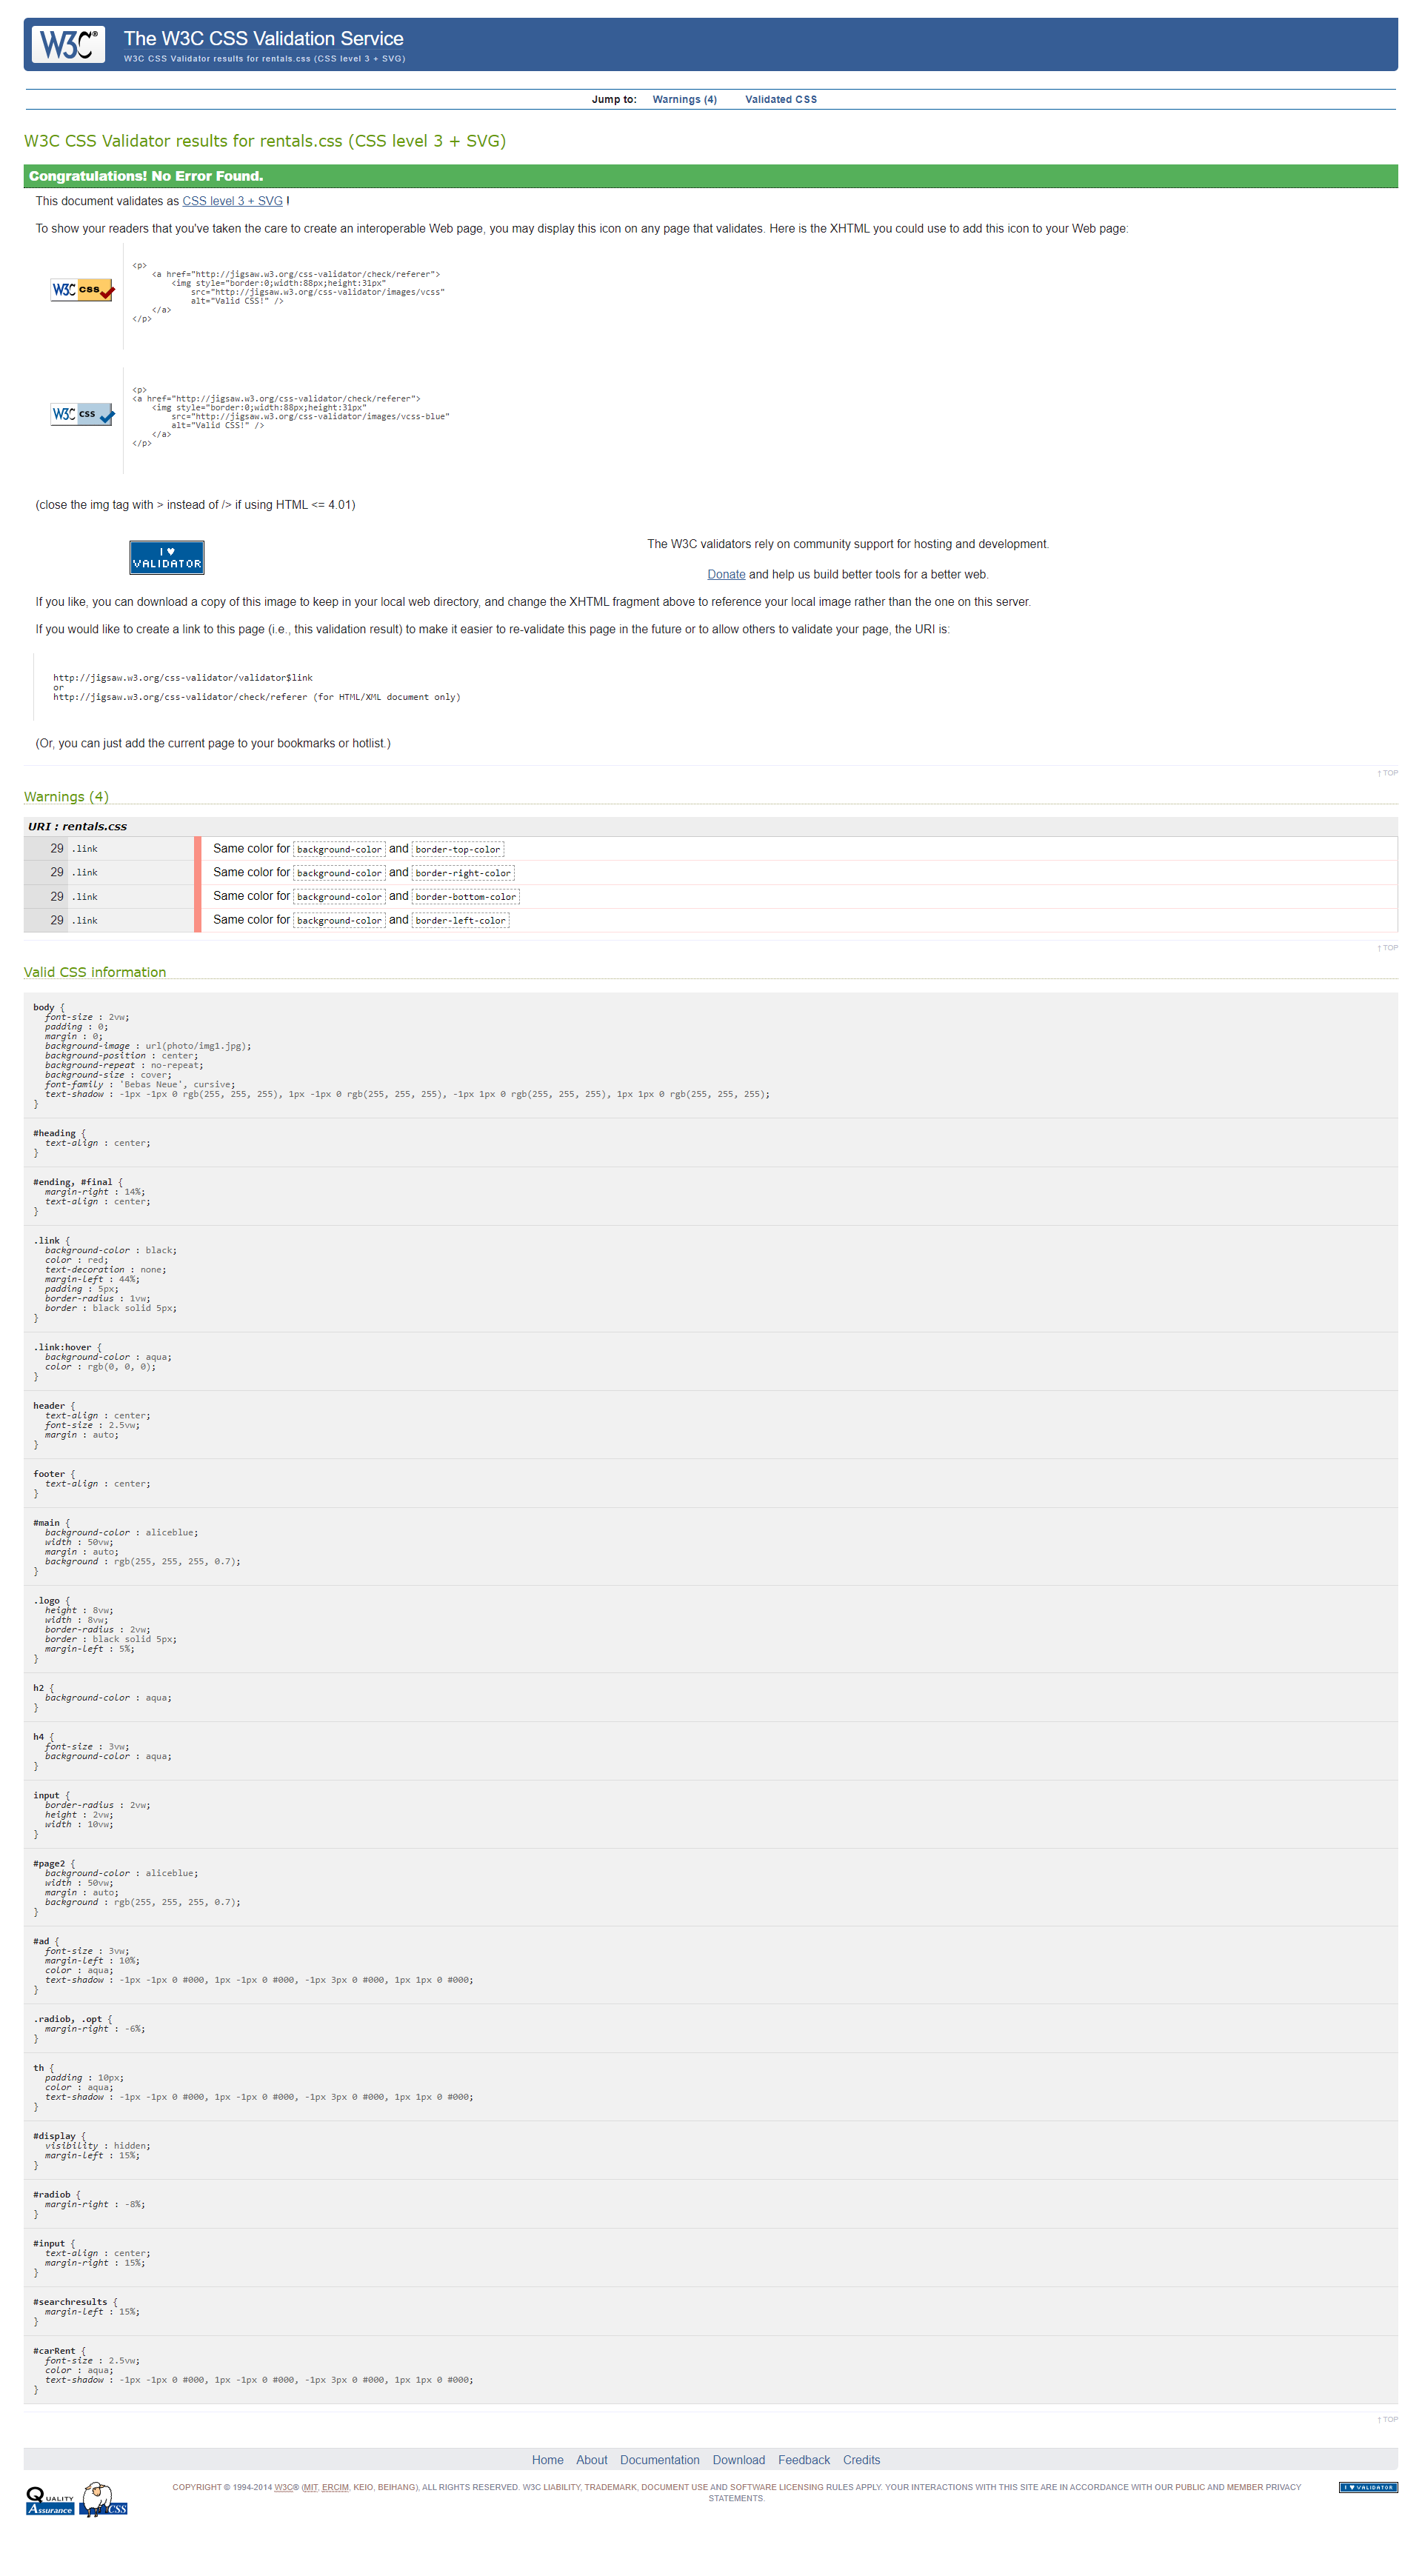 W3C®
The W3C CSS Validation Service
W3C CSS Validator results for rentals.css (CSS level 3 + SVG)
Jump to: Warnings (4) Validated CSS
W3C CSS Validator results for rentals.css (CSS level 3 + SVG)
Congratulations! No Error Found.
This document validates as CSS level 3 + SVG !
To show your readers that you've taken the care to create an interoperable Web page, you may display this icon on any page that validates. Here is the XHTML you could use to add this icon to your Web page:
W3C css
<p>
<a href="http://jigsaw.w3.org/css-validator/check/referer">
<img style="border:0;width:88px;height:31px"
src="http://jigsaw.w3.org/css-validator/images/vcss"
alt="Valid CSS!" />
</a>
</p>
W3C css
<p>
<a href="http://jigsaw.w3.org/css-validator/check/referer">
<img style="border:0;width:88px;height:31px"
src="http://jigsaw.w3.org/css-validator/images/vcss-blue"
alt="Valid CSS!" />
</a>
</p>
(close the img tag with > instead of /> if using HTML <= 4.01)
I ♥
VALIDATOR
The W3C validators rely on community support for hosting and development.
Donate and help us build better tools for a better web.
If you like, you can download a copy of this image to keep in your local web directory, and change the XHTML fragment above to reference your local image rather than the one on this server.
If you would like to create a link to this page (i.e., this validation result) to make it easier to re-validate this page in the future or to allow others to validate your page, the URI is:
http://jigsaw.w3.org/css-validator/validator$link
or
http://jigsaw.w3.org/css-validator/check/referer (for HTML/XML document only)
(Or, you can just add the current page to your bookmarks or hotlist.)
↑ TOP
Warnings (4)
URI : rentals.css
29 .link Same color for background-color and border-top-color
29 .link Same color for background-color and border-right-color
29 .link Same color for background-color and border-bottom-color
29 .link Same color for background-color and border-left-color
↑ TOP
Valid CSS information
body {
font-size : 2vw;
padding : 0;
margin : 0;
background-image : url(photo/img1.jpg);
background-position : center;
background-repeat : no-repeat;
background-size : cover;
font-family : 'Bebas Neue', cursive;
text-shadow : -1px -1px 0 rgb(255, 255, 255), 1px -1px 0 rgb(255, 255, 255), -1px 1px 0 rgb(255, 255, 255), 1px 1px 0 rgb(255, 255, 255);
}
#heading {
text-align : center;
}
#ending, #final {
margin-right : 14%;
text-align : center;
}
.link {
background-color : black;
color : red;
text-decoration : none;
margin-left : 44%;
padding : 5px;
border-radius : 1vw;
border : black solid 5px;
}
.link:hover {
background-color : aqua;
color : rgb(0, 0, 0);
}
header {
text-align : center;
font-size : 2.5vw;
margin : auto;
}
footer {
text-align : center;
}
#main {
background-color : aliceblue;
width : 50vw;
margin : auto;
background : rgb(255, 255, 255, 0.7);
}
.logo {
height : 8vw;
width : 8vw;
border-radius : 2vw;
border : black solid 5px;
margin-left : 5%;
}
h2 {
background-color : aqua;
}
h4 {
font-size : 3vw;
background-color : aqua;
}
input {
border-radius : 2vw;
height : 2vw;
width : 10vw;
}
#page2 {
background-color : aliceblue;
width : 50vw;
margin : auto;
background : rgb(255, 255, 255, 0.7);
}
#ad {
font-size : 3vw;
margin-left : 10%;
color : aqua;
text-shadow : -1px -1px 0 #000, 1px -1px 0 #000, -1px 3px 0 #000, 1px 1px 0 #000;
}
.radiob, .opt {
margin-right : -6%;
}
th {
padding : 10px;
color : aqua;
text-shadow : -1px -1px 0 #000, 1px -1px 0 #000, -1px 3px 0 #000, 1px 1px 0 #000;
}
#display {
visibility : hidden;
margin-left : 15%;
}
#radiob {
margin-right : -8%;
}
#input {
text-align : center;
margin-right : 15%;
}
#searchresults {
margin-left : 15%;
}
#carRent {
font-size : 2.5vw;
color : aqua;
text-shadow : -1px -1px 0 #000, 1px -1px 0 #000, -1px 3px 0 #000, 1px 1px 0 #000;
}
↑ TOP
Home About Documentation Download Feedback Credits
QUALITY
Assurance
CSS
COPYRIGHT © 1994-2014 W3C® (MIT, ERCIM, KEIO, BEIHANG), ALL RIGHTS RESERVED. W3C LIABILITY, TRADEMARK, DOCUMENT USE AND SOFTWARE LICENSING RULES APPLY. YOUR INTERACTIONS WITH THIS SITE ARE IN ACCORDANCE WITH OUR PUBLIC AND MEMBER PRIVACY
STATEMENTS.
I ♥ VALIDATOR